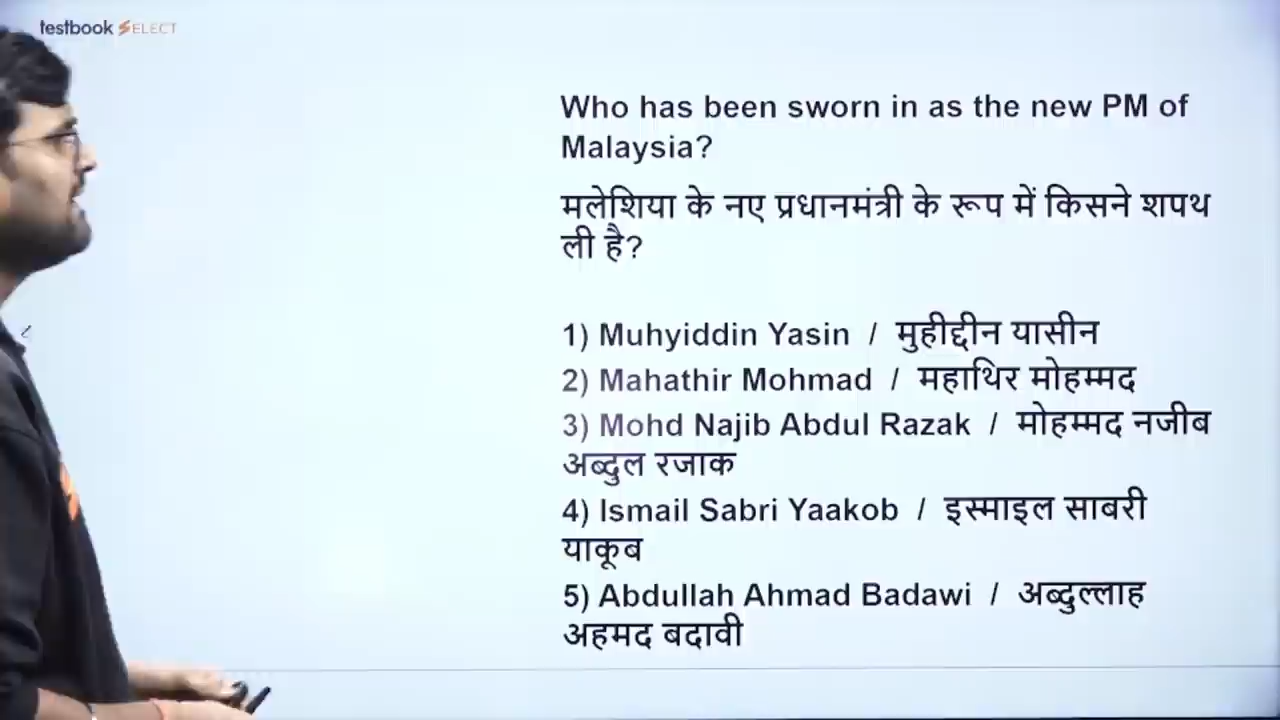 testbook SELECT
Who has been sworn in as the new PM of
Malaysia?
मलेशिया के नए प्रधानमंत्री के रूप में किसने शपथ
ली है?
1) Muhyiddin Yasin / मुहीद्दीन यासीन
2) Mahathir Mohmad / महाथिर मोहम्मद
3) Mohd Najib Abdul Razak / मोहम्मद नजीब
अब्दुल रजाक
4) Ismail Sabri Yaakob / इस्माइल साबरी
याकूब
5) Abdullah Ahmad Badawi / अब्दुल्लाह
अहमद बदावी